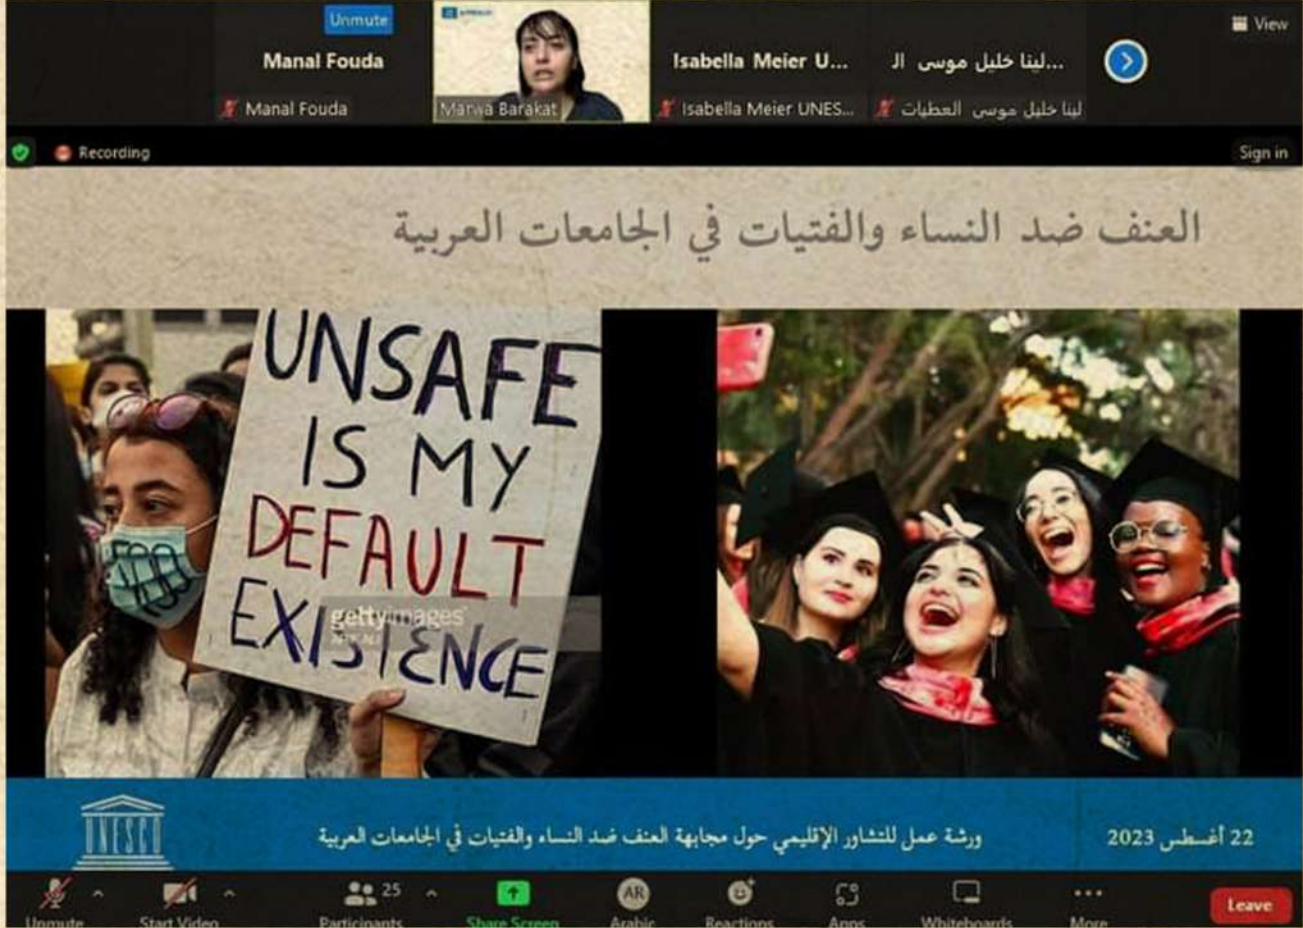 Unmute
Manal Fouda
Manal Fouda
Marwa Barakat
Isabella Meier U...
Isabella Meier UNES...
لينا خليل موسى ال...
لينا خليل موسى العطيات
View
Recording
Sign in
العنف ضد النساء والفتيات في الجامعات العربية
UNSAFE
IS MY
DEFAULT
EXISTENCE
gettyimages
UNESCO
ورشة عمل للتشاور الإقليمي حول مجابهة العنف ضد النساء والفتيات في الجامعات العربية
22 أغسطس 2023
Unmute
Start Video
25
Participants
Share Screen
AR
Arabic
Reactions
Apps
Whiteboards
More
Leave